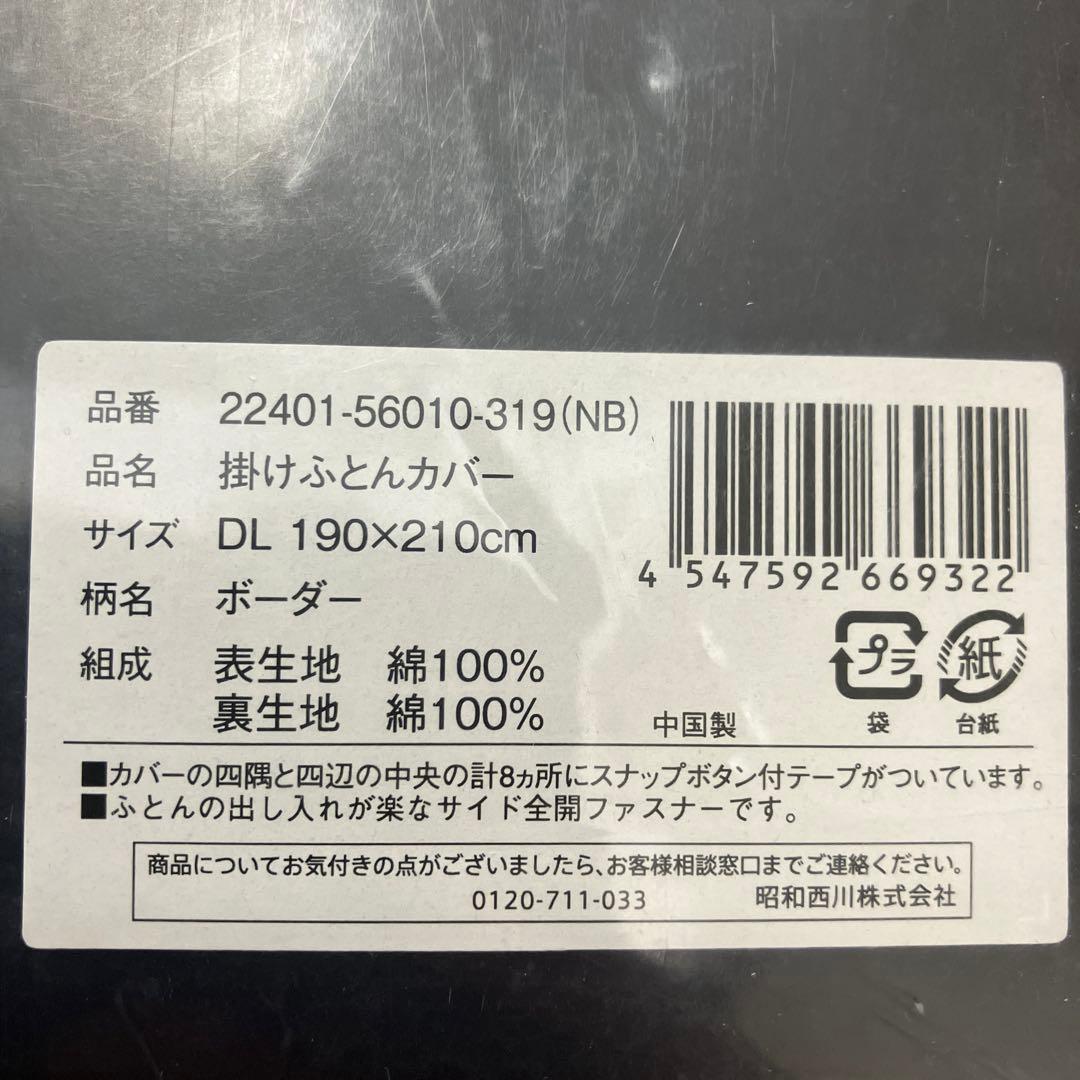 品番 22401-56010-319(NB)
品名 掛けふとんカバー
サイズ DL 190×210cm
柄名 ボーダー
組成 表生地 綿100%
裏生地 綿100%
4 547592 669322
プラ 紙
袋 台紙
中国製
■カバーの四隅と四辺の中央の計8ヵ所にスナップボタン付テープがついています。
■ふとんの出し入れが楽なサイド全開ファスナーです。
商品についてお気付きの点がございましたら、お客様相談窓口までご連絡ください。
0120-711-033 昭和西川株式会社